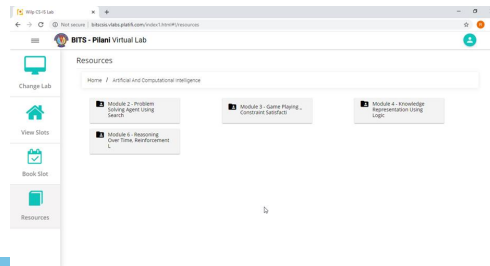 Wilp CS-IS Lab
Not secure | bitscsis.vlabs.platifi.com/index1.html#!/resources
BITS - Pilani Virtual Lab
Resources
Home / Artificial And Computational Intelligence
Change Lab
View Slots
Book Slot
Resources
Module 2 - Problem
Solving Agent Using
Search
Module 3 - Game Playing _
Constraint Satisfacti
Module 4 - Knowledge
Representation Using
Logic
Module 6 - Reasoning
Over Time, Reinforcement
L